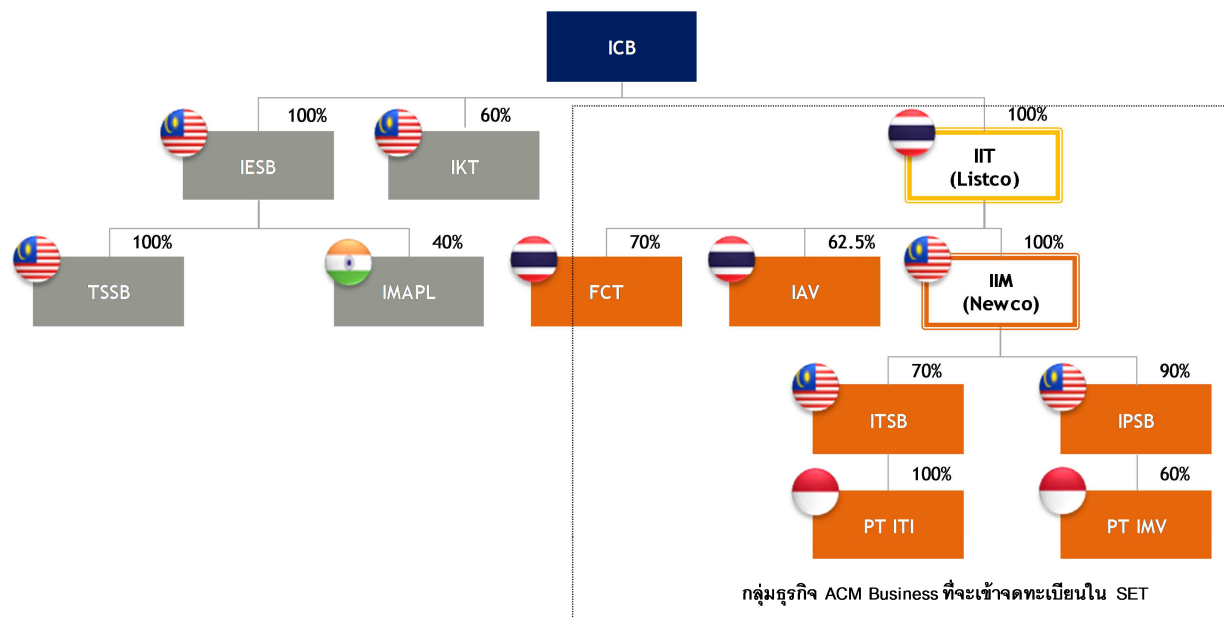 ICB
100%
60%
100%
IESB
IKT
IIT
(Listco)
100%
40%
70%
62.5%
100%
TSSB
IMAPL
FCT
IAV
IIM
(Newco)
70%
90%
ITSB
IPSB
100%
60%
PT ITI
PT IMV
กลุ่มธุรกิจ ACM Business ที่จะเข้าจดทะเบียนใน SET